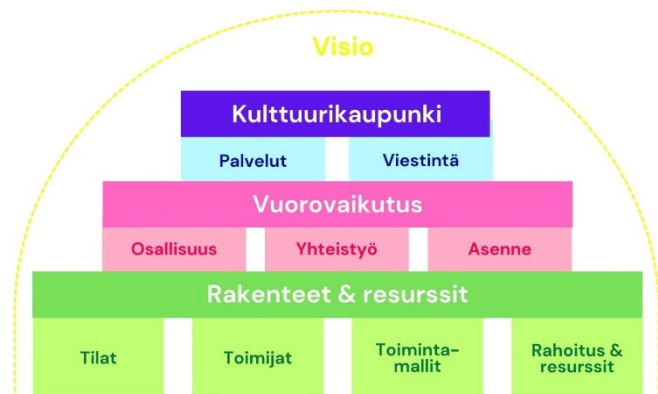 Visio
Kulttuurikaupunki
Palvelut Viestintä
Vuorovaikutus
Osallisuus Yhteistyö Asenne
Rakenteet & resurssit
Tilat
Toimijat
Toiminta-
mallit
Rahoitus &
resurssit